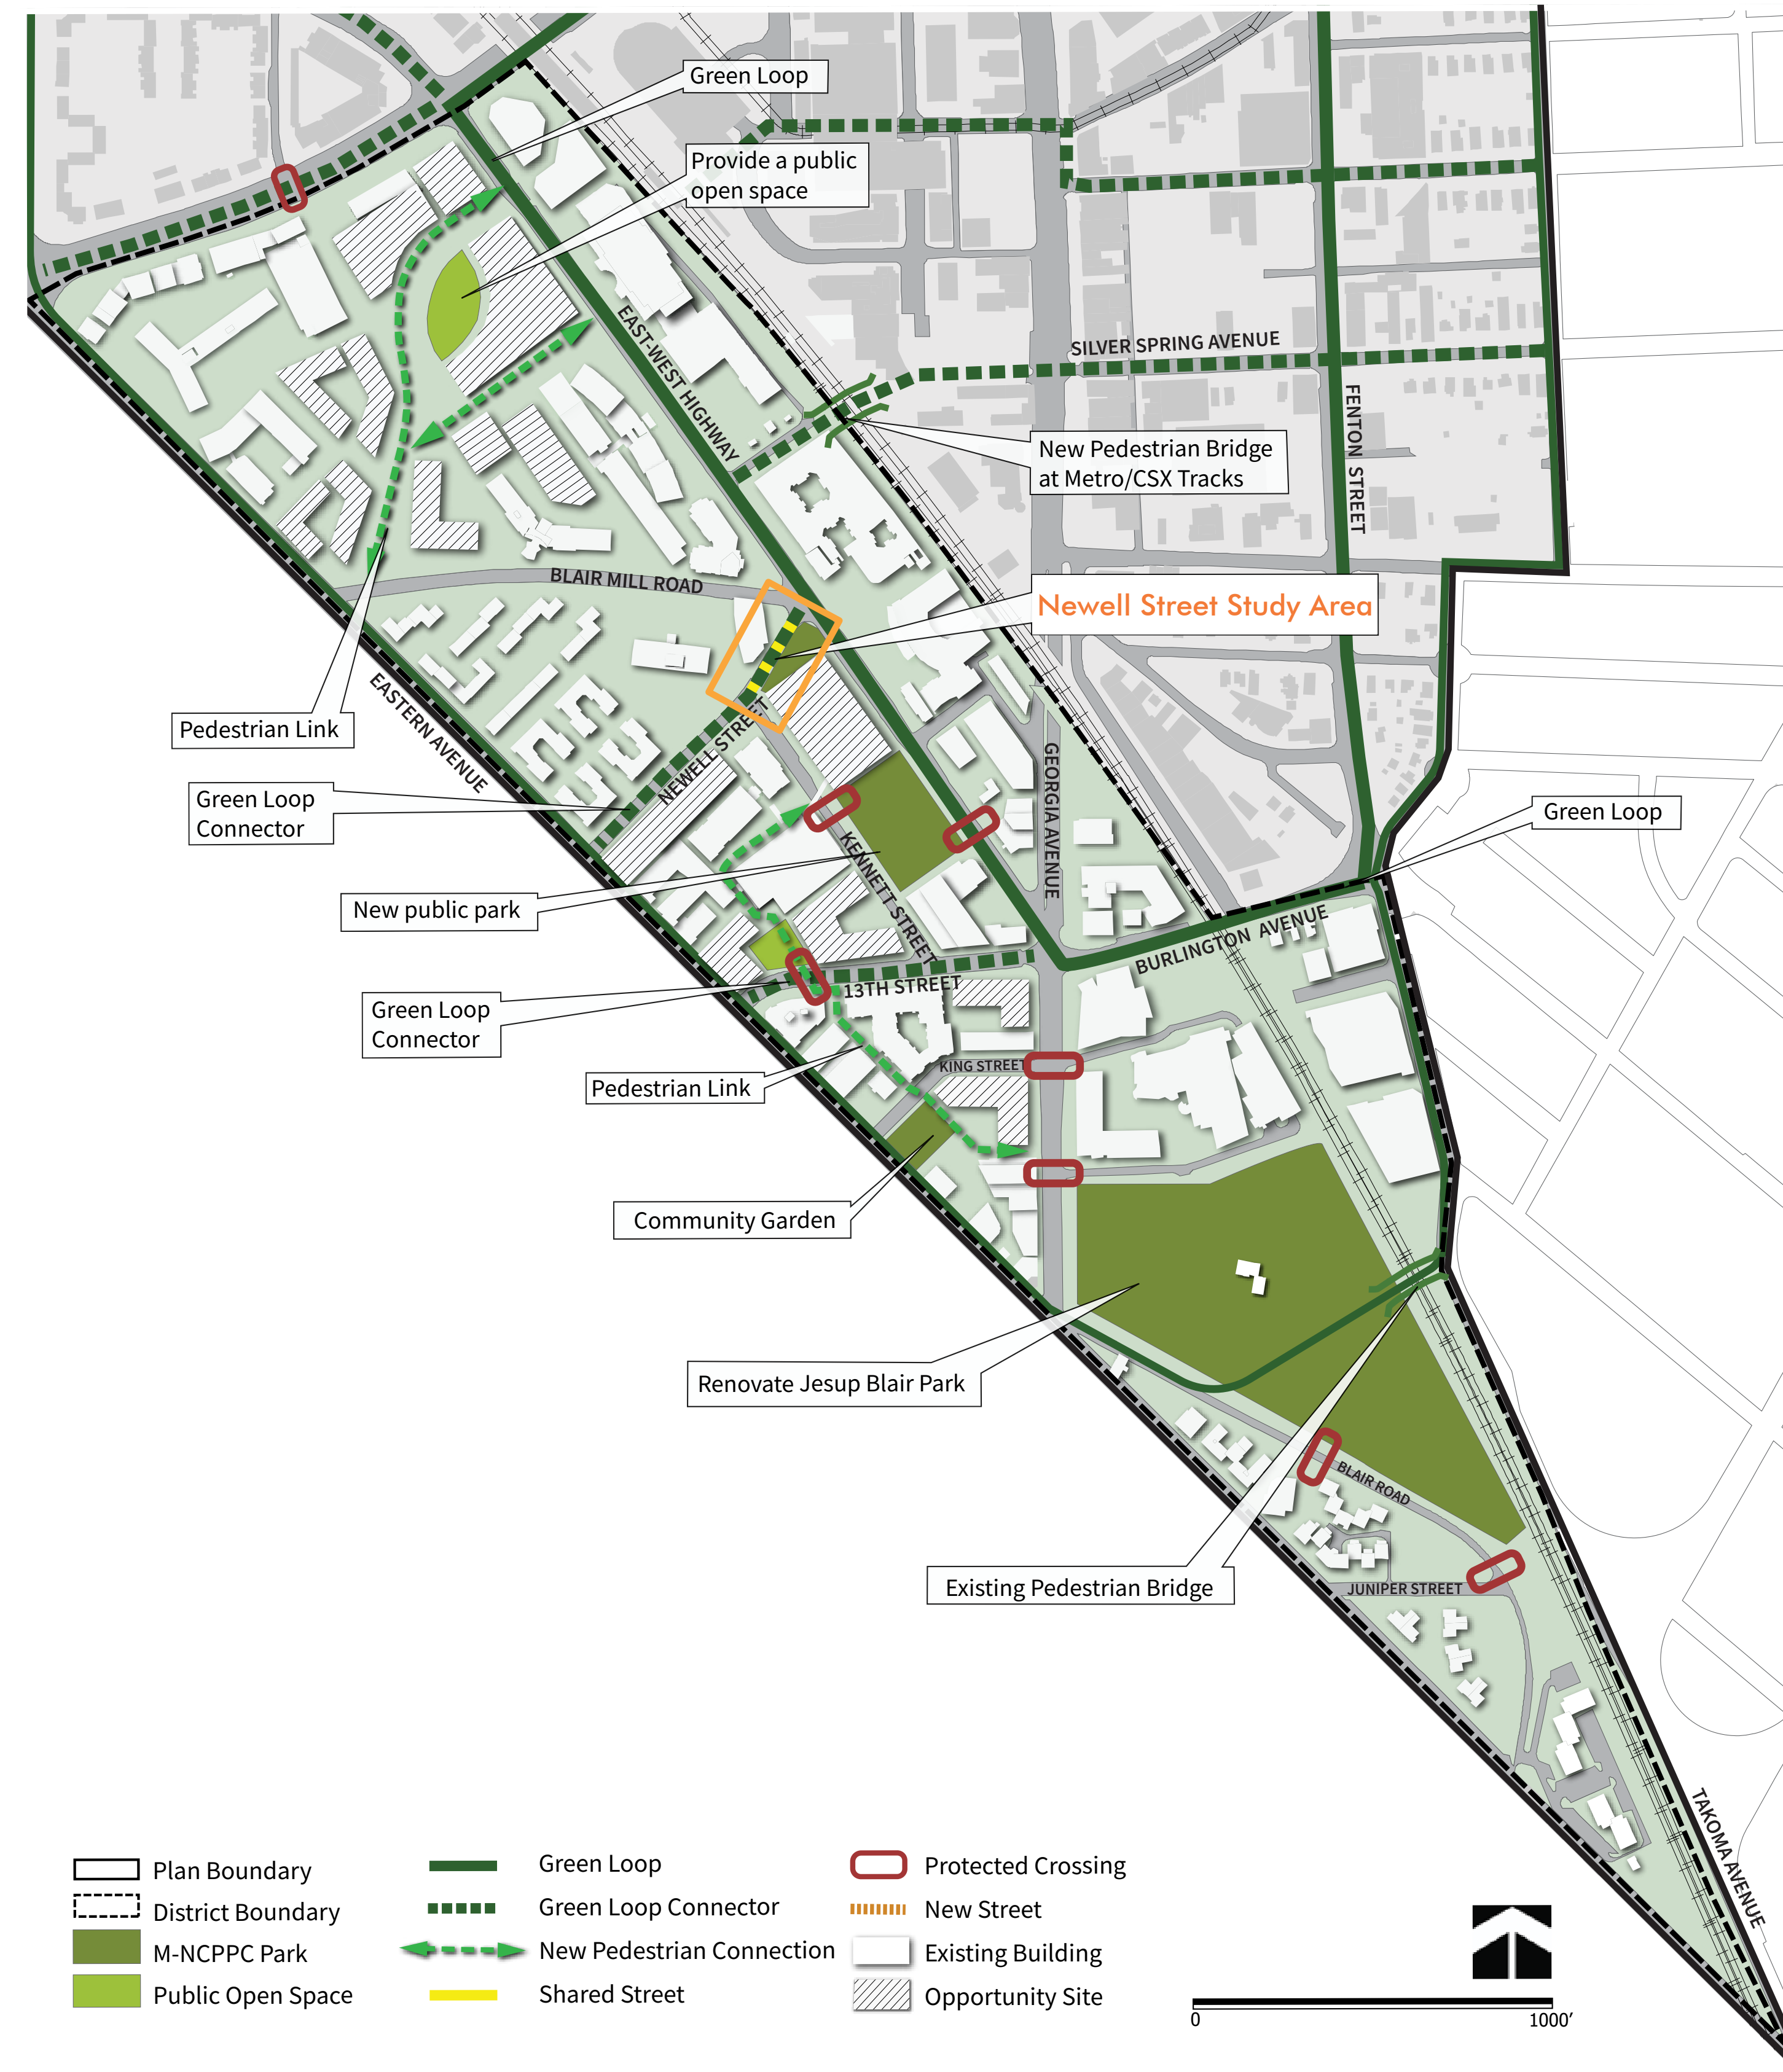 Green Loop
Provide a public
open space
EAST-WEST HIGHWAY
SILVER SPRING AVENUE
FENTON STREET
New Pedestrian Bridge
at Metro/CSX Tracks
BLAIR MILL ROAD
Newell Street Study Area
EASTERN AVENUE
Pedestrian Link
NEWELL STREET
GEORGIA AVENUE
Green Loop
Connector
Green Loop
KENNETT STREET
New public park
BURLINGTON AVENUE
13TH STREET
Green Loop
Connector
KING STREET
Pedestrian Link
Community Garden
Renovate Jesup Blair Park
BLAIR ROAD
Existing Pedestrian Bridge
JUNIPER STREET
TAKOMA AVENUE
Plan Boundary
District Boundary
M-NCPPC Park
Public Open Space
Green Loop
Green Loop Connector
New Pedestrian Connection
Shared Street
Protected Crossing
New Street
Existing Building
Opportunity Site
0
1000'